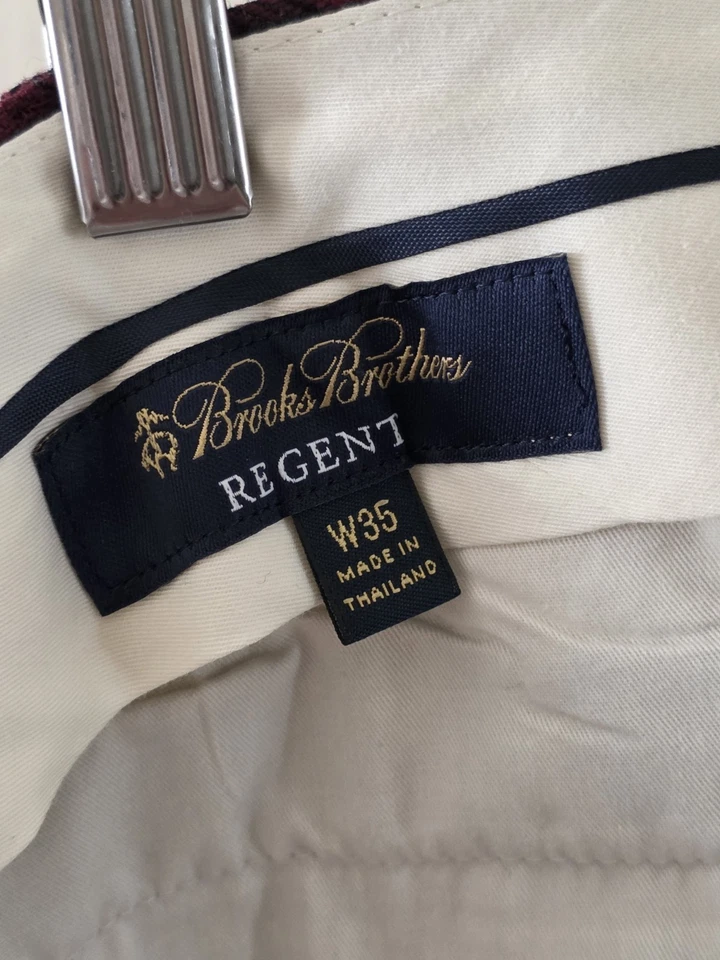 Brooks Brothers
REGENT
W35
MADE IN
THAILAND